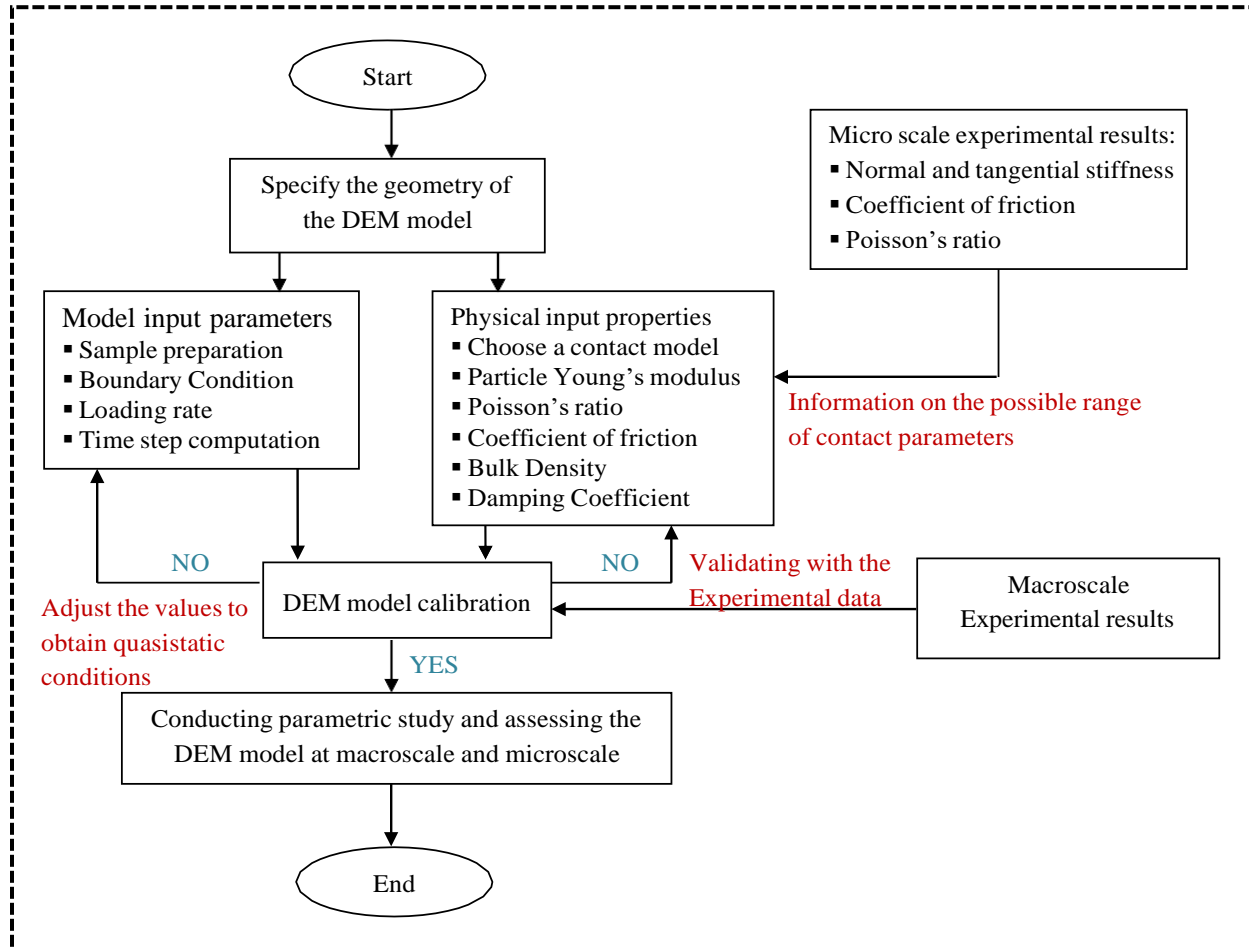 Start
Specify the geometry of
the DEM model
Micro scale experimental results:
▪ Normal and tangential stiffness
▪ Coefficient of friction
▪ Poisson’s ratio
Model input parameters
▪ Sample preparation
▪ Boundary Condition
▪ Loading rate
▪ Time step computation
Physical input properties
▪ Choose a contact model
▪ Particle Young’s modulus
▪ Poisson’s ratio
▪ Coefficient of friction
▪ Bulk Density
▪ Damping Coefficient
Information on the possible range
of contact parameters
NO
NO
Adjust the values to
obtain quasistatic
conditions
DEM model calibration
Validating with the
Experimental data
Macroscale
Experimental results
YES
Conducting parametric study and assessing the
DEM model at macroscale and microscale
End